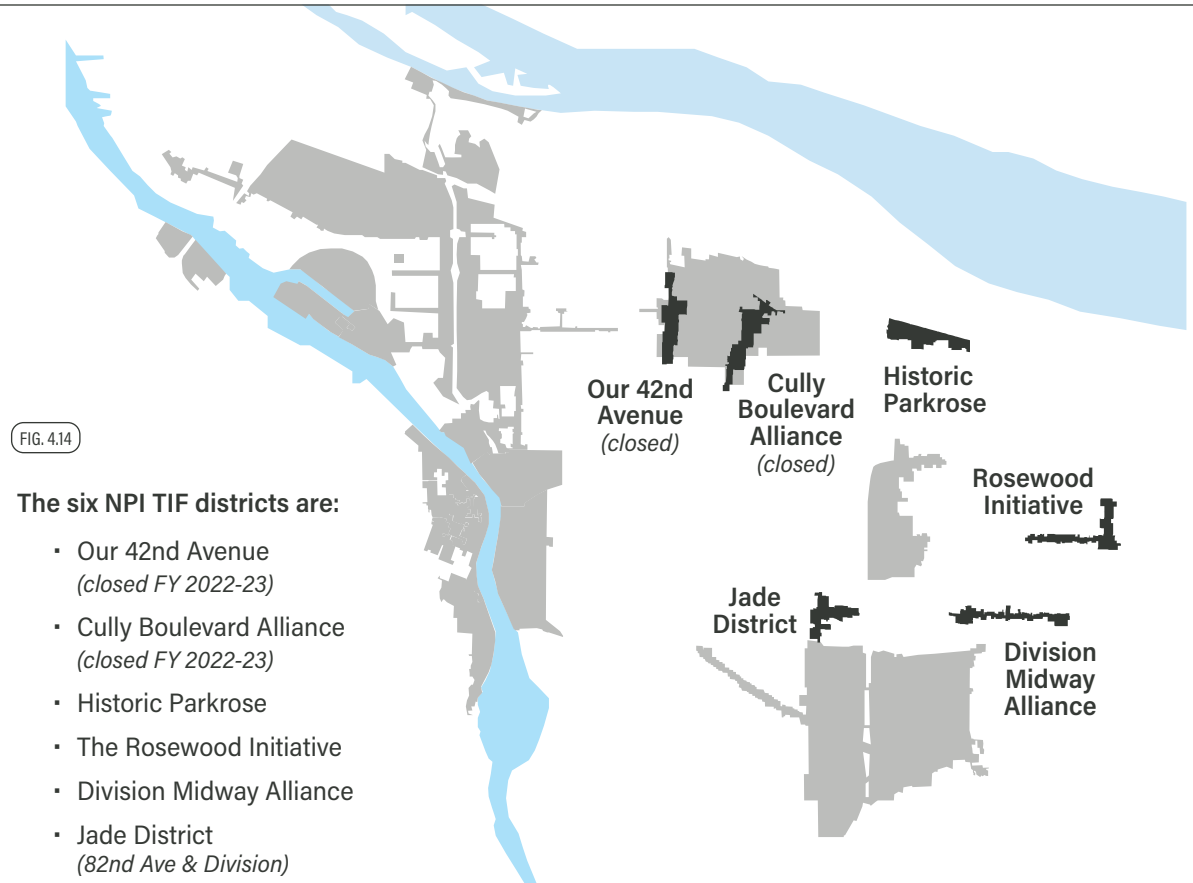 Our 42nd
Avenue
(closed)
Cully
Boulevard
Alliance
(closed)
Historic
Parkrose
FIG. 4.14
Rosewood
Initiative
The six NPI TIF districts are:
· Our 42nd Avenue
(closed FY 2022-23)
· Cully Boulevard Alliance
(closed FY 2022-23)
· Historic Parkrose
· The Rosewood Initiative
· Division Midway Alliance
· Jade District
(82nd Ave & Division)
Jade
District
Division
Midway
Alliance